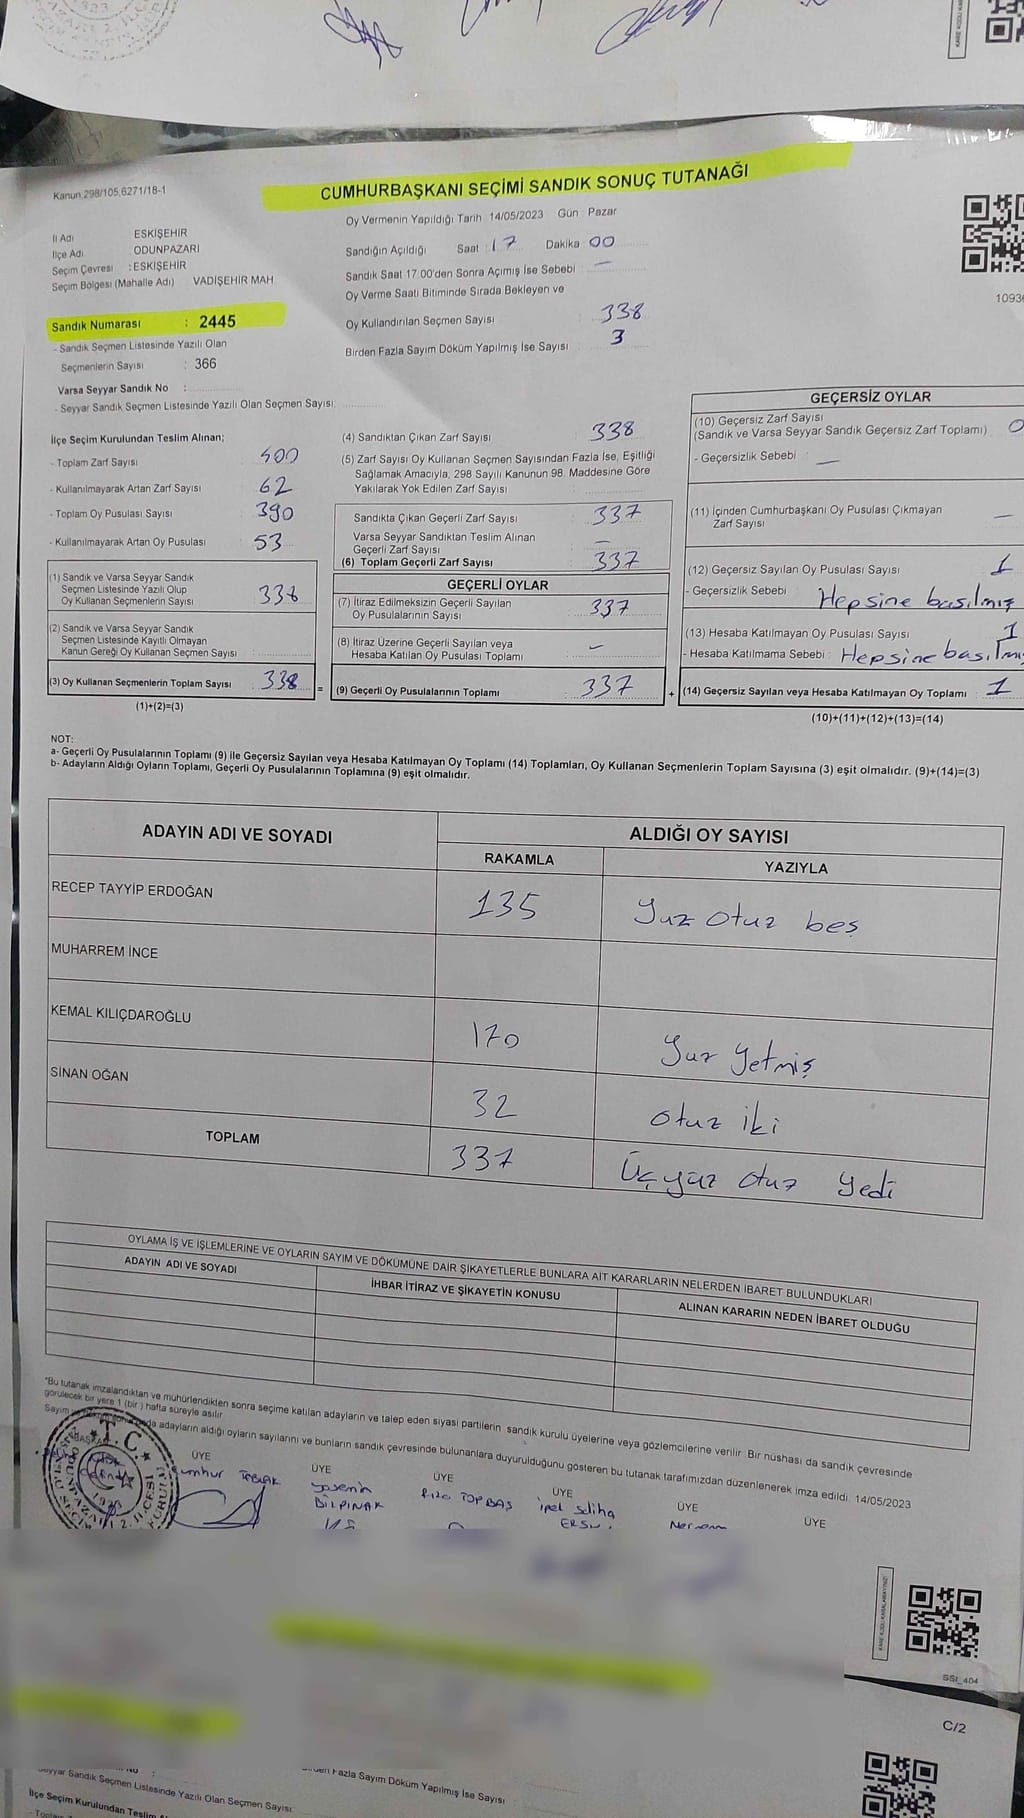 Kanun.298/105,6271/18-1
CUMHURBAŞKANI SEÇİMİ SANDIK SONUÇ TUTANAĞI
Oy Vermenin Yapıldığı Tarih : 14/05/2023 Gün : Pazar
İl Adı ESKİŞEHİR
İlçe Adı ODUNPAZARI
Seçim Çevresi : ESKİŞEHİR
Seçim Bölgesi (Mahalle Adı) VADİŞEHİR MAH
Sandığın Açıldığı Saat : 17 Dakika 00
Sandık Saat 17:00'den Sonra Açımış İse Sebebi : —
Oy Verme Saati Bitiminde Sırada Bekleyen ve
Oy Kullandırılan Seçmen Sayısı : 338
Birden Fazla Sayım Döküm Yapılmış İse Sayısı : 3
Sandık Numarası : 2445
- Sandık Seçmen Listesinde Yazılı Olan
Seçmenlerin Sayısı : 366
Varsa Seyyar Sandık No :
- Seyyar Sandık Seçmen Listesinde Yazılı Olan Seçmen Sayısı:
İlçe Seçim Kurulundan Teslim Alınan;
- Toplam Zarf Sayısı 400
- Kullanılmayarak Artan Zarf Sayısı 62
- Toplam Oy Pusulası Sayısı 390
- Kullanılmayarak Artan Oy Pusulası 53
(1) Sandık ve Varsa Seyyar Sandık
Seçmen Listesinde Yazılı Olup
Oy Kullanan Seçmenlerin Sayısı 338
(2) Sandık ve Varsa Seyyar Sandık
Seçmen Listesinde Kayıtlı Olmayan
Kanun Gereği Oy Kullanan Seçmen Sayısı :
(3) Oy Kullanan Seçmenlerin Toplam Sayısı : 338 =
(1)+(2)=(3)
(4) Sandıktan Çıkan Zarf Sayısı 338
(5) Zarf Sayısı Oy Kullanan Seçmen Sayısından Fazla İse, Eşitliği
Sağlamak Amacıyla, 298 Sayılı Kanunun 98. Maddesine Göre
Yakılarak Yok Edilen Zarf Sayısı
Sandıkta Çıkan Geçerli Zarf Sayısı 337
Varsa Seyyar Sandıktan Teslim Alınan
Geçerli Zarf Sayısı : —
(6) Toplam Geçerli Zarf Sayısı 337
GEÇERLİ OYLAR
(7) İtiraz Edilmeksizin Geçerli Sayılan
Oy Pusulalarının Sayısı 337
(8) İtiraz Üzerine Geçerli Sayılan veya
Hesaba Katılan Oy Pusulası Toplamı —
(9) Geçerli Oy Pusulalarının Toplamı : 337 +
GEÇERSİZ OYLAR
(10) Geçersiz Zarf Sayısı
(Sandık ve Varsa Seyyar Sandık Geçersiz Zarf Toplamı) 0
- Geçersizlik Sebebi : —
(11) İçinden Cumhurbaşkanı Oy Pusulası Çıkmayan
Zarf Sayısı —
(12) Geçersiz Sayılan Oy Pusulası Sayısı 1
- Geçersizlik Sebebi : Hepsine basılmış
(13) Hesaba Katılmayan Oy Pusulası Sayısı 1
- Hesaba Katılmama Sebebi : Hepsine basılmış
(14) Geçersiz Sayılan veya Hesaba Katılmayan Oy Toplamı : 1
(10)+(11)+(12)+(13)=(14)
NOT:
a- Geçerli Oy Pusulalarının Toplamı (9) ile Geçersiz Sayılan veya Hesaba Katılmayan Oy Toplamı (14) Toplamları, Oy Kullanan Seçmenlerin Toplam Sayısına (3) eşit olmalıdır. (9)+(14)=(3)
b- Adayların Aldığı Oyların Toplamı, Geçerli Oy Pusulalarının Toplamına (9) eşit olmalıdır.
ADAYIN ADI VE SOYADI ALDIĞI OY SAYISI
RAKAMLA YAZIYLA
RECEP TAYYİP ERDOĞAN 135 Yuz otuz beş
MUHARREM İNCE
KEMAL KILIÇDAROĞLU 170 Yuz Yetmiş
SİNAN OĞAN 32 otuz iki
TOPLAM 337 Üçyüz otuz yedi
OYLAMA İŞ VE İŞLEMLERİNE VE OYLARIN SAYIM VE DÖKÜMÜNE DAİR ŞİKAYETLERLE BUNLARA AİT KARARLARIN NELERDEN İBARET BULUNDUKLARI
ADAYIN ADI VE SOYADI İHBAR İTİRAZ VE ŞİKAYETİN KONUSU ALINAN KARARIN NEDEN İBARET OLDUĞU
*Bu tutanak imzalandıktan ve mühürlendikten sonra seçime katılan adayların ve talep eden siyasi partilerin sandık kurulu üyelerine veya gözlemcilerine verilir. Bir nüshası da sandık çevresinde
görülecek bir yere 1 (bir ) hafta süreyle asılır.
Sayım adayların aldığı oyların sayılarını ve bunların sandık çevresinde bulunanlara duyurulduğunu gösteren bu tutanak tarafımızdan düzenlenerek imza edildi. 14/05/2023
T.C.
1923
ÜYE ÜYE ÜYE ÜYE ÜYE ÜYE
Cumhur TOBLAK
Yasemin BİLPINAR
Rıza TOPBAŞ
ipek saliha
SSI_404
C/2
Birden Fazla Sayım Döküm Yapılmış İse Sayısı :
Seyyar Sandık Seçmen Listesinde Yazılı Olan Seçmen Sayısı:
İlçe Seçim Kurulundan Teslim